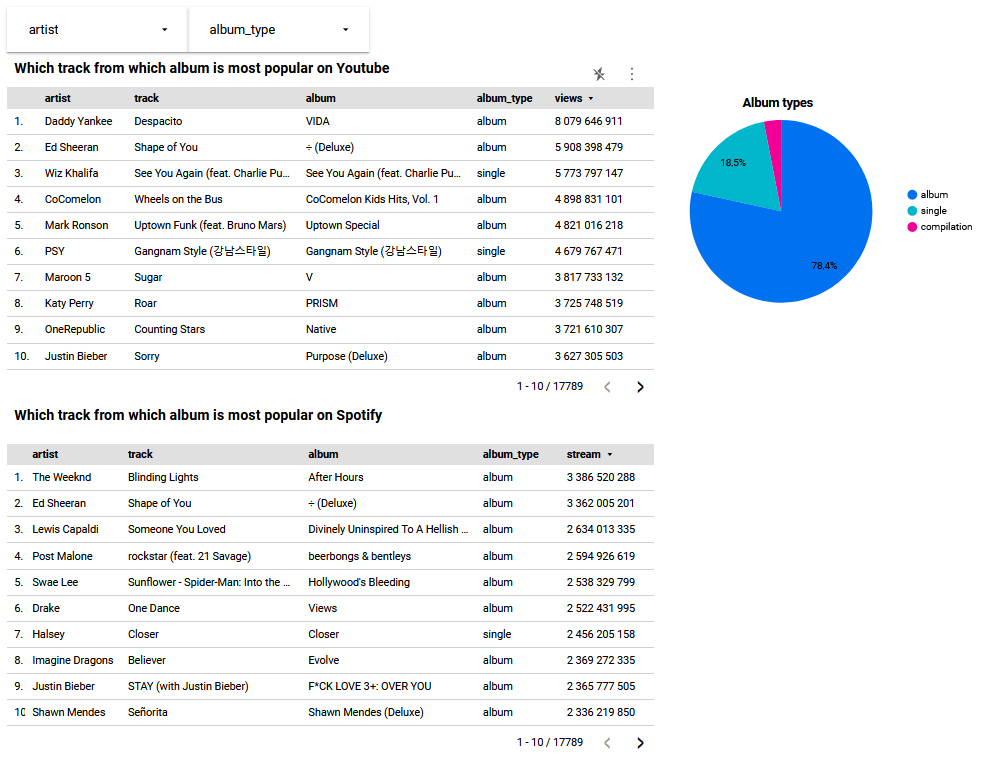 artist album_type
Which track from which album is most popular on Youtube
artist track album album_type views
1. Daddy Yankee Despacito VIDA album 8 079 646 911
2. Ed Sheeran Shape of You ÷ (Deluxe) album 5 908 398 479
3. Wiz Khalifa See You Again (feat. Charlie Pu... See You Again (feat. Charlie Pu... single 5 773 797 147
4. CoComelon Wheels on the Bus CoComelon Kids Hits, Vol. 1 album 4 898 831 101
5. Mark Ronson Uptown Funk (feat. Bruno Mars) Uptown Special album 4 821 016 218
6. PSY Gangnam Style (강남스타일) Gangnam Style (강남스타일) single 4 679 767 471
7. Maroon 5 Sugar V album 3 817 733 132
8. Katy Perry Roar PRISM album 3 725 748 519
9. OneRepublic Counting Stars Native album 3 721 610 307
10. Justin Bieber Sorry Purpose (Deluxe) album 3 627 305 503
1 - 10 / 17789
Album types
18,5%
78,4%
album
single
compilation
Which track from which album is most popular on Spotify
artist track album album_type stream
1. The Weeknd Blinding Lights After Hours album 3 386 520 288
2. Ed Sheeran Shape of You ÷ (Deluxe) album 3 362 005 201
3. Lewis Capaldi Someone You Loved Divinely Uninspired To A Hellish ... album 2 634 013 335
4. Post Malone rockstar (feat. 21 Savage) beerbongs & bentleys album 2 594 926 619
5. Swae Lee Sunflower - Spider-Man: Into the ... Hollywood's Bleeding album 2 538 329 799
6. Drake One Dance Views album 2 522 431 995
7. Halsey Closer Closer single 2 456 205 158
8. Imagine Dragons Believer Evolve album 2 369 272 335
9. Justin Bieber STAY (with Justin Bieber) F*CK LOVE 3+: OVER YOU album 2 365 777 505
10 Shawn Mendes Señorita Shawn Mendes (Deluxe) album 2 336 219 850
1 - 10 / 17789